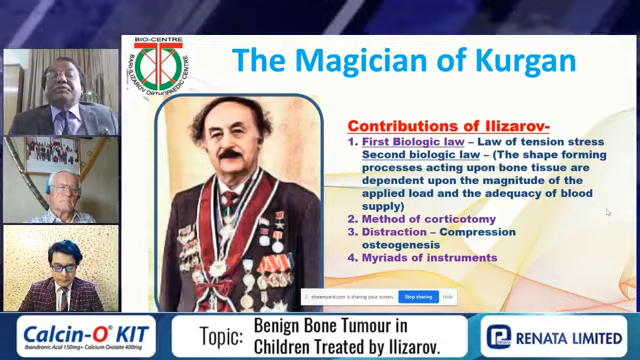 BIO-CENTRE
BARI-ILIZAROV ORTHOPAEDIC CENTRE
The Magician of Kurgan
Contributions of Ilizarov-
1. First Biologic law – Law of tension stress
Second biologic law – (The shape forming
processes acting upon bone tissue are
dependent upon the magnitude of the
applied load and the adequacy of blood
supply)
2. Method of corticotomy
3. Distraction – Compression
osteogenesis
4. Myriads of instruments
streamyard.com is sharing your screen.
Stop sharing
Hide
Calcin-O® KIT
Ibandronic Acid 150mg+ Calcium Orotate 400mg
Topic:
Benign Bone Tumour in
Children Treated by Ilizarov.
RENATA LIMITED